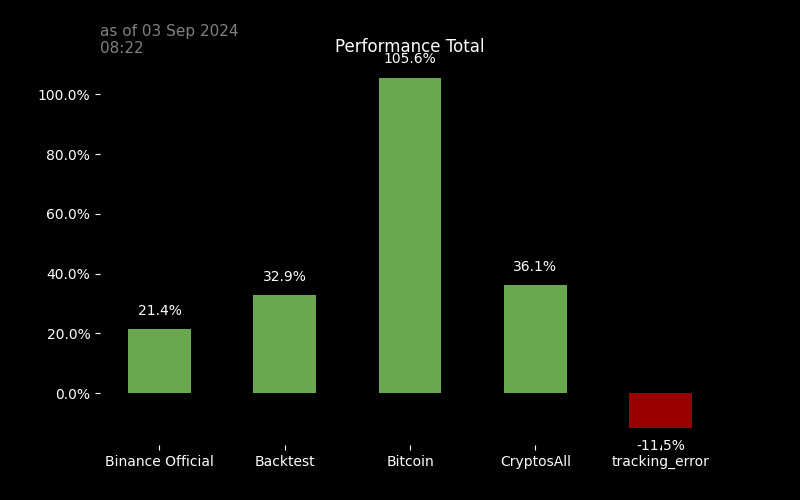 as of 03 Sep 2024
08:22
Performance Total
105.6%
100.0%
80.0%
60.0%
40.0%
36.1%
32.9%
21.4%
20.0%
0.0%
-11.5%
Binance Official
Backtest
Bitcoin
CryptosAll
tracking_error